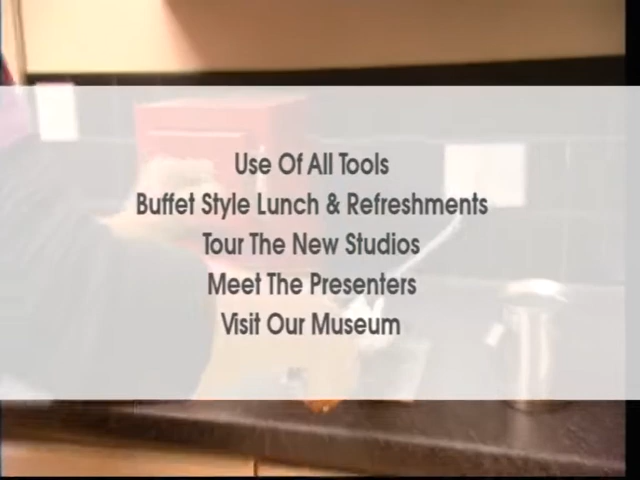 Use Of All Tools
Buffet Style Lunch & Refreshments
Tour The New Studios
Meet The Presenters
Visit Our Museum